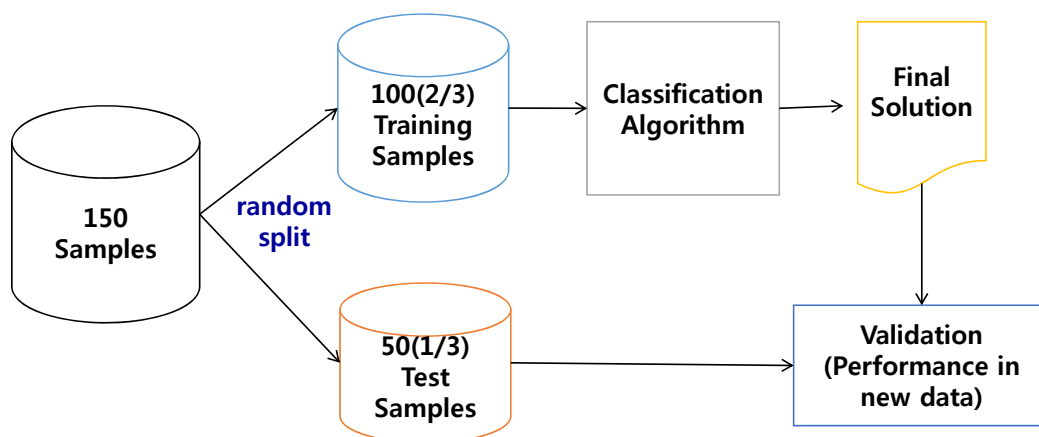 150
Samples
random
split
100(2/3)
Training
Samples
50(1/3)
Test
Samples
Classification
Algorithm
Final
Solution
Validation
(Performance in
new data)